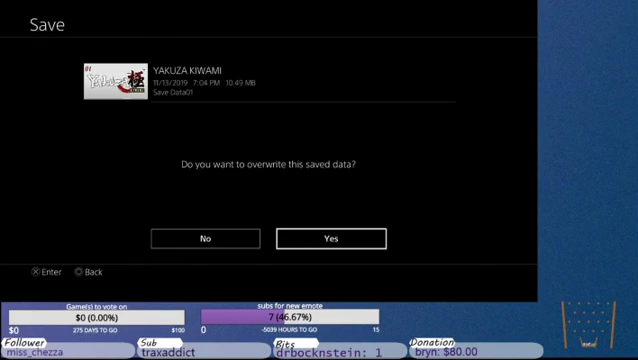 Save
01
Yakuza 極
YAKUZA KIWAMI
11/13/2019 7:04 PM 10.49 MB
Save Data01
Do you want to overwrite this saved data?
No
Yes
Enter
Back
Game(s) to vote on
$0 (0.00%)
$0
275 DAYS TO GO
$100
subs for new emote
7 (46.67%)
0
-5039 HOURS TO GO
15
Follower
miss_chezza
Sub
traxaddict
Bits
drbocknstein: 1
Donation
bryn: $80.00